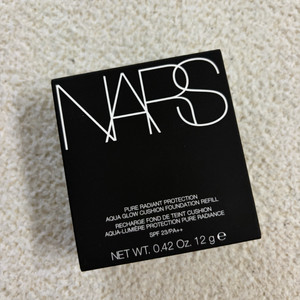 NARS
PURE RADIANT PROTECTION
AQUA GLOW CUSHION FOUNDATION REFILL
RECHARGE FOND DE TEINT CUSHION
AQUA-LUMIÈRE PROTECTION PURE RADIANCE
SPF 23/PA++
NET WT. 0.42 Oz. 12 g ℮